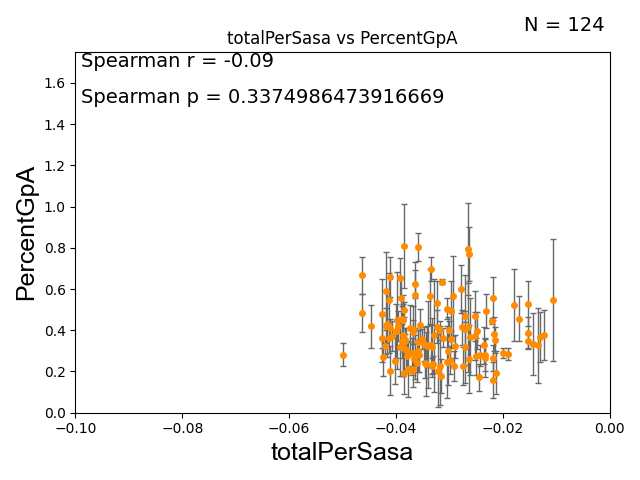 N = 124
totalPerSasa vs PercentGpA
Spearman r = -0.09
Spearman p = 0.3374986473916669
1.6
1.4
1.2
1.0
0.8
0.6
0.4
0.2
0.0
PercentGpA
−0.10 −0.08 −0.06 −0.04 −0.02 0.00
totalPerSasa